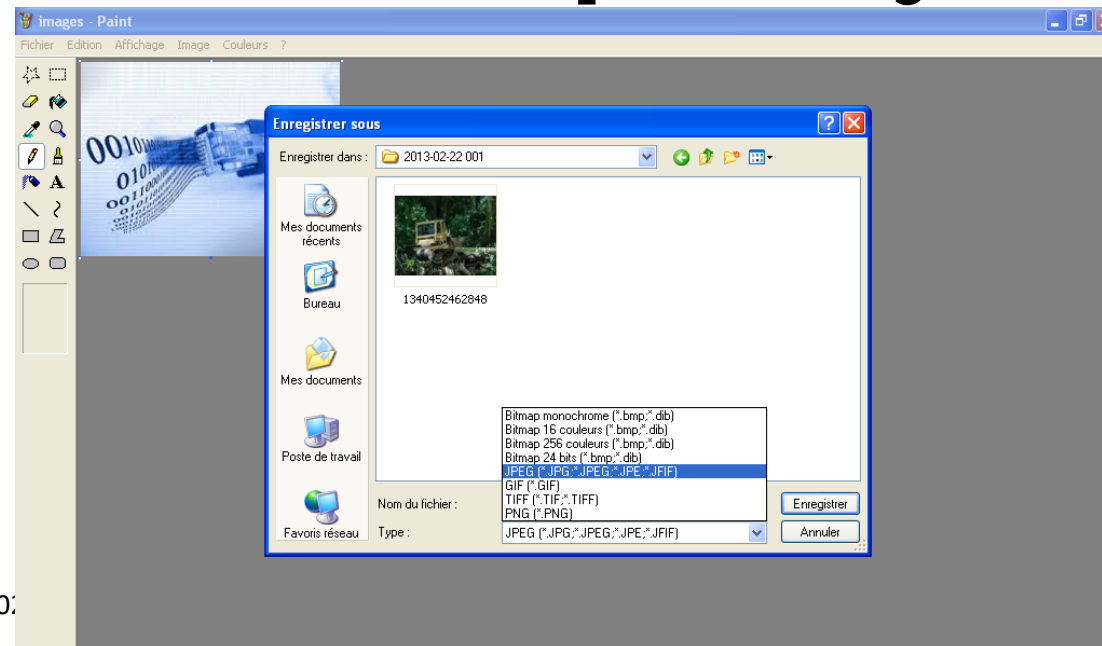 images - Paint
Fichier Edition Affichage Image Couleurs ?
Enregistrer sous
Enregistrer dans : 2013-02-22 001
Mes documents
récents
Bureau
Mes documents
Poste de travail
Favoris réseau
1340452462848
Bitmap monochrome (*.bmp;*.dib)
Bitmap 16 couleurs (*.bmp;*.dib)
Bitmap 256 couleurs (*.bmp;*.dib)
Bitmap 24 bits (*.bmp;*.dib)
JPEG (*.JPG;*.JPEG;*.JPE;*.JFIF)
GIF (*.GIF)
TIFF (*.TIF;*.TIFF)
PNG (*.PNG)
Nom du fichier :
Enregistrer
Type : JPEG (*.JPG;*.JPEG;*.JPE;*.JFIF)
Annuler